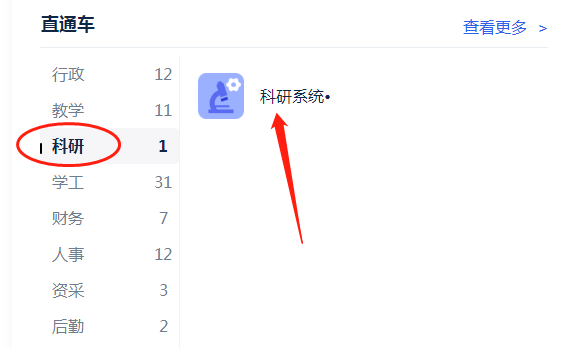 直通车
查看更多 >
行政 12
教学 11
科研 1
学工 31
财务 7
人事 12
资采 3
后勤 2
科研系统•